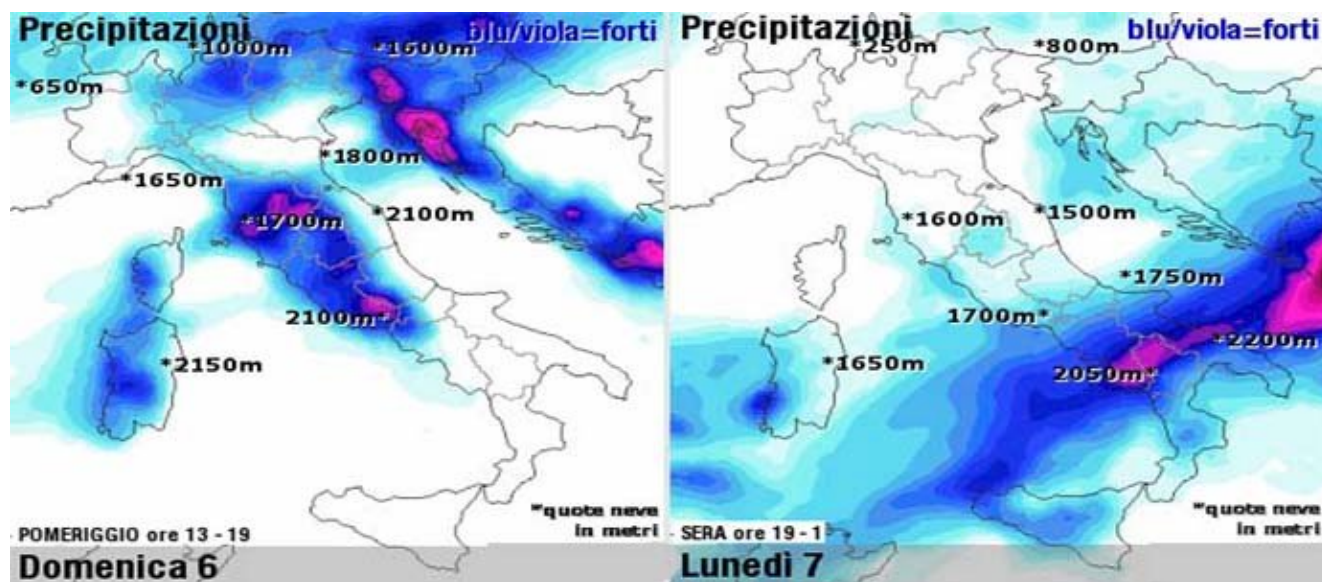 Precipitazioni
blu/viola=forti
*1000m
*1600m
*650m
*1800m
*1650m
*1700m
*2100m
2100m*
*2150m
*quote neve
in metri
POMERIGGIO ore 13 - 19
Domenica 6
Precipitazioni
blu/viola=forti
*250m
*800m
*1600m
*1500m
*1750m
1700m*
*2200m
*1650m
2050m*
*quote neve
in metri
SERA ore 19 - 1
Lunedì 7